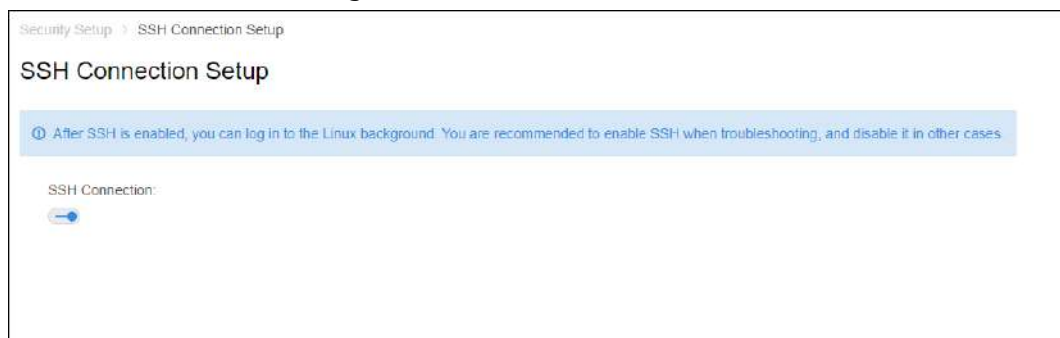 Security Setup > SSH Connection Setup
SSH Connection Setup
After SSH is enabled, you can log in to the Linux background. You are recommended to enable SSH when troubleshooting, and disable it in other cases.
SSH Connection: